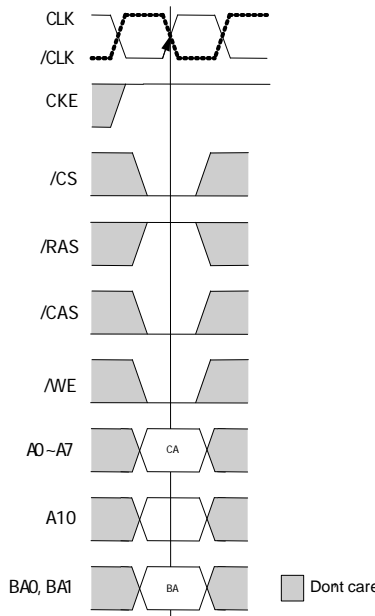 CLK
/CLK
CKE
/CS
/RAS
/CAS
/WE
A0~A7
CA
A10
BA0, BA1
BA
Dont care